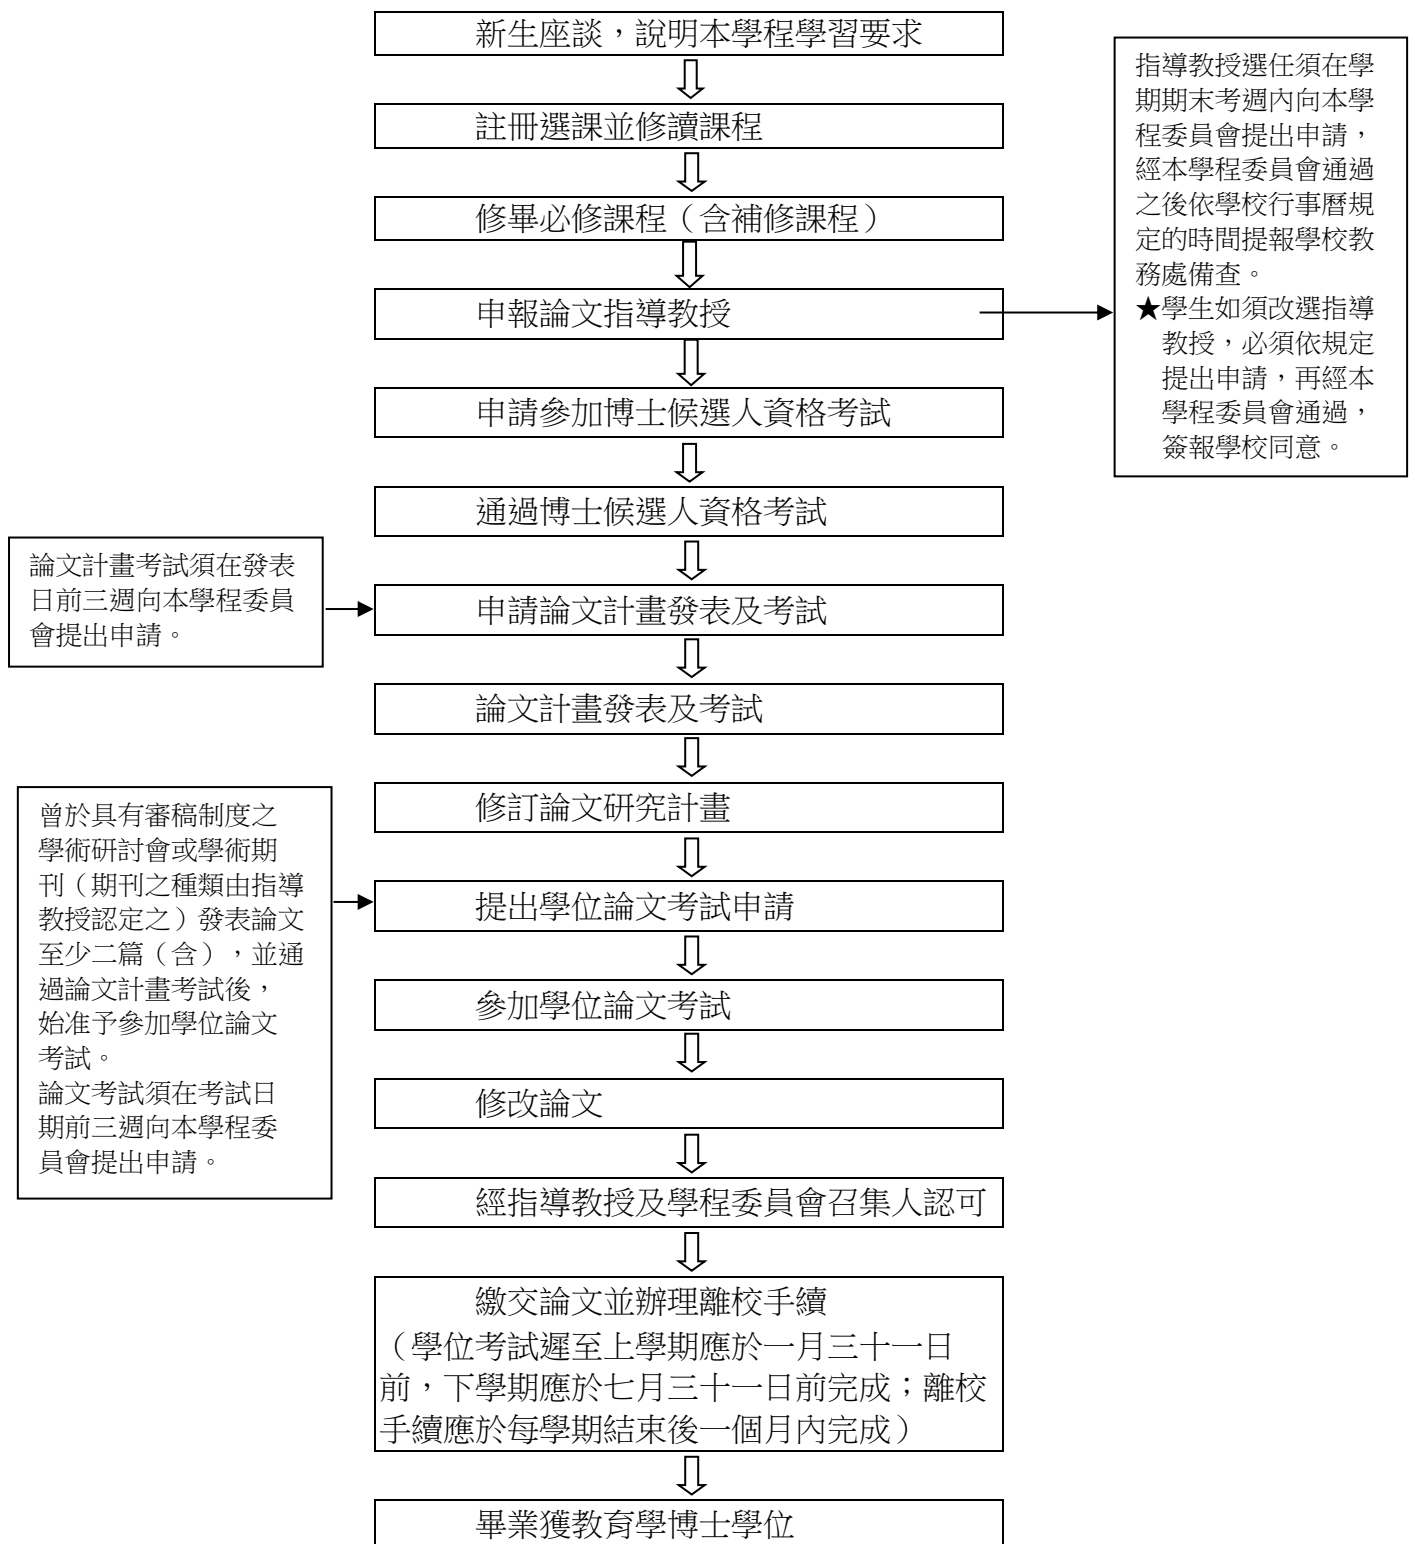 新生座談，說明本學程學習要求
註冊選課並修讀課程
修畢必修課程（含補修課程）
申報論文指導教授
指導教授選任須在學
期期末考週內向本學
程委員會提出申請，
經本學程委員會通過
之後依學校行事曆規
定的時間提報學校教
務處備查。
★學生如須改選指導
教授，必須依規定
提出申請，再經本
學程委員會通過，
簽報學校同意。
申請參加博士候選人資格考試
通過博士候選人資格考試
論文計畫考試須在發表
日前三週向本學程委員
會提出申請。
申請論文計畫發表及考試
論文計畫發表及考試
修訂論文研究計畫
曾於具有審稿制度之
學術研討會或學術期
刊（期刊之種類由指導
教授認定之）發表論文
至少二篇（含），並通
過論文計畫考試後，
始准予參加學位論文
考試。
論文考試須在考試日
期前三週向本學程委
員會提出申請。
提出學位論文考試申請
參加學位論文考試
修改論文
經指導教授及學程委員會召集人認可
繳交論文並辦理離校手續
（學位考試遲至上學期應於一月三十一日
前，下學期應於七月三十一日前完成；離校
手續應於每學期結束後一個月內完成）
畢業獲教育學博士學位